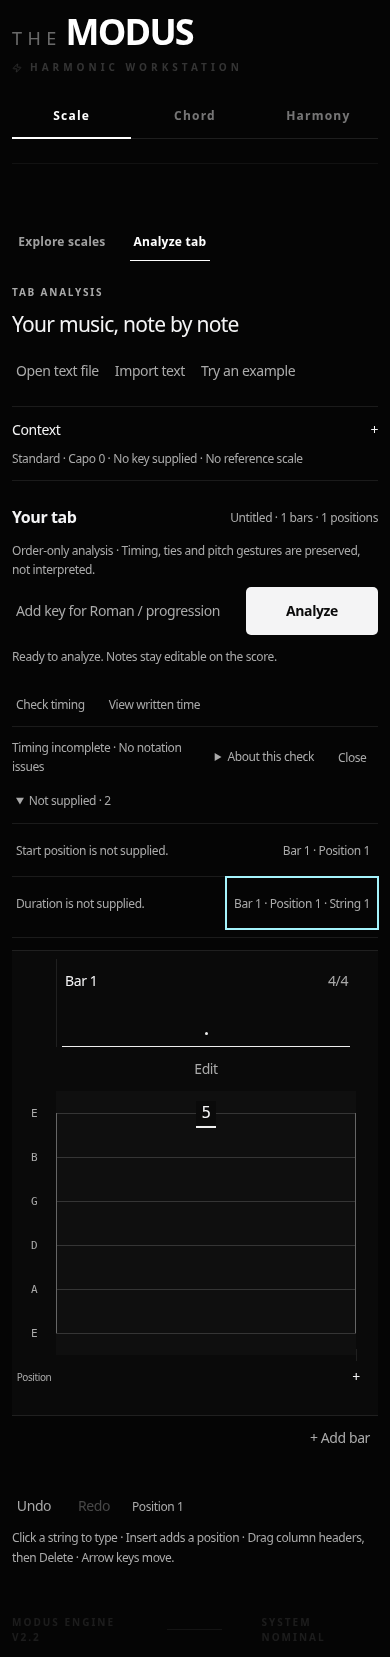 THE MODUS
HARMONIC WORKSTATION
Scale Chord Harmony
Explore scales Analyze tab
TAB ANALYSIS
Your music, note by note
Open text file Import text Try an example
Context +
Standard · Capo 0 · No key supplied · No reference scale
Your tab Untitled · 1 bars · 1 positions
Order-only analysis · Timing, ties and pitch gestures are preserved,
not interpreted.
Add key for Roman / progression Analyze
Ready to analyze. Notes stay editable on the score.
Check timing View written time
Timing incomplete · No notation
issues
▶ About this check Close
▼ Not supplied · 2
Start position is not supplied. Bar 1 · Position 1
Duration is not supplied. Bar 1 · Position 1 · String 1
Bar 1 4/4
.
Edit
E 5
B
G
D
A
E
Position +
+ Add bar
Undo Redo Position 1
Click a string to type · Insert adds a position · Drag column headers,
then Delete · Arrow keys move.
MODUS ENGINE
V2.2
SYSTEM
NOMINAL